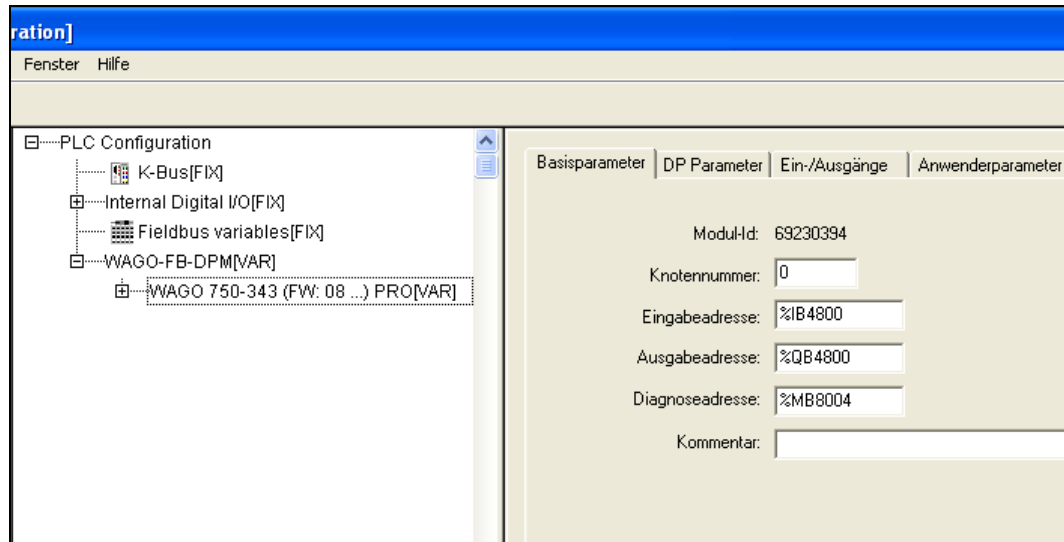 ration]
Fenster Hilfe
PLC Configuration
K-Bus[FIX]
Internal Digital I/O[FIX]
Fieldbus variables[FIX]
WAGO-FB-DPM[VAR]
WAGO 750-343 (FW: 08 ...) PRO[VAR]
Basisparameter DP Parameter Ein-/Ausgänge Anwenderparameter
Modul-Id: 69230394
Knotennummer: 0
Eingabeadresse: %IB4800
Ausgabeadresse: %QB4800
Diagnoseadresse: %MB8004
Kommentar: